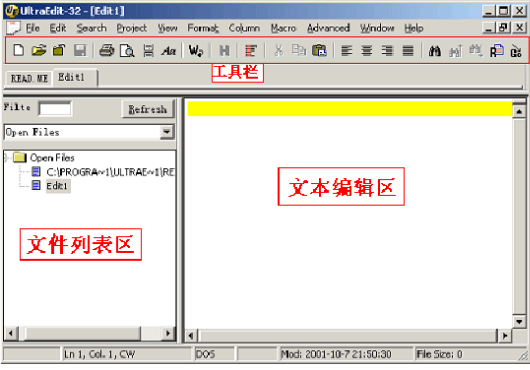 UltraEdit-32 - [Edit1]
File Edit Search Project View Format Column Macro Advanced Window Help
工具栏
READ.ME Edit1
Filte Refresh
Open Files
Open Files
C:\PROGRA~1\ULTRAE~1\RE
Edit1
文本编辑区
文件列表区
Ln 1, Col. 1, CW DOS Mod: 2001-10-7 21:50:30 File Size: 0